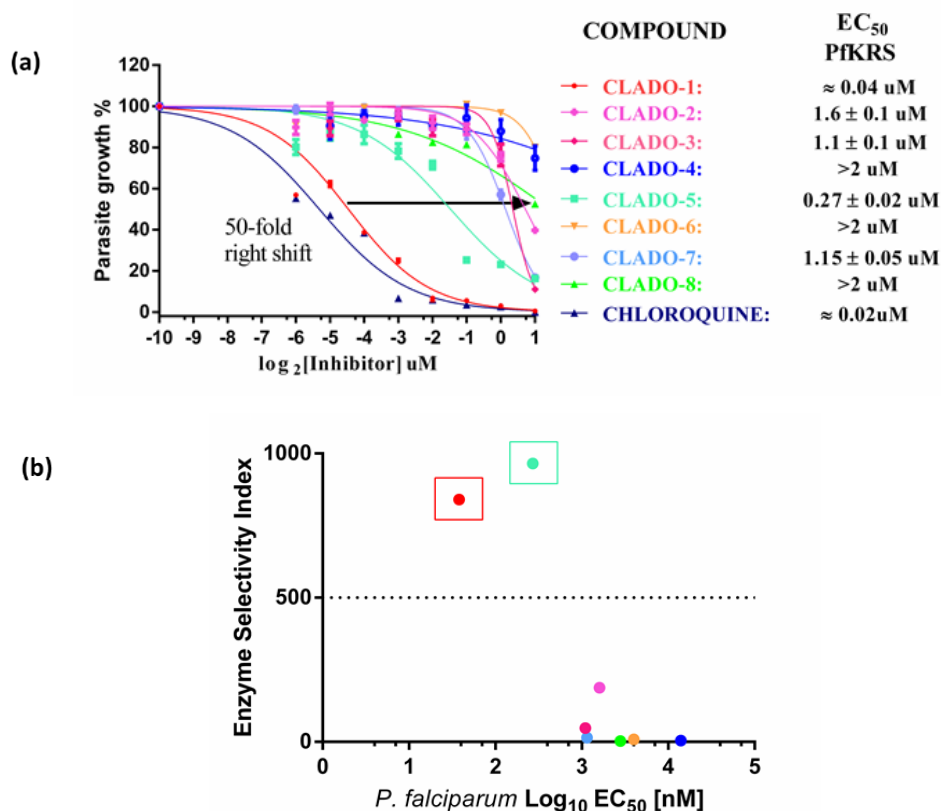 (a)
120
100
80
60
40
20
0
Parasite growth %
50-fold
right shift
-10 -9 -8 -7 -6 -5 -4 -3 -2 -1 0 1
log 2[Inhibitor] uM
COMPOUND EC50
PfKRS
CLADO-1: ≈ 0.04 uM
CLADO-2: 1.6 ± 0.1 uM
CLADO-3: 1.1 ± 0.1 uM
CLADO-4: >2 uM
CLADO-5: 0.27 ± 0.02 uM
CLADO-6: >2 uM
CLADO-7: 1.15 ± 0.05 uM
CLADO-8: >2 uM
CHLOROQUINE: ≈ 0.02uM
(b)
1000
500
0
Enzyme Selectivity Index
0 1 2 3 4 5
P. falciparum Log10 EC50 [nM]